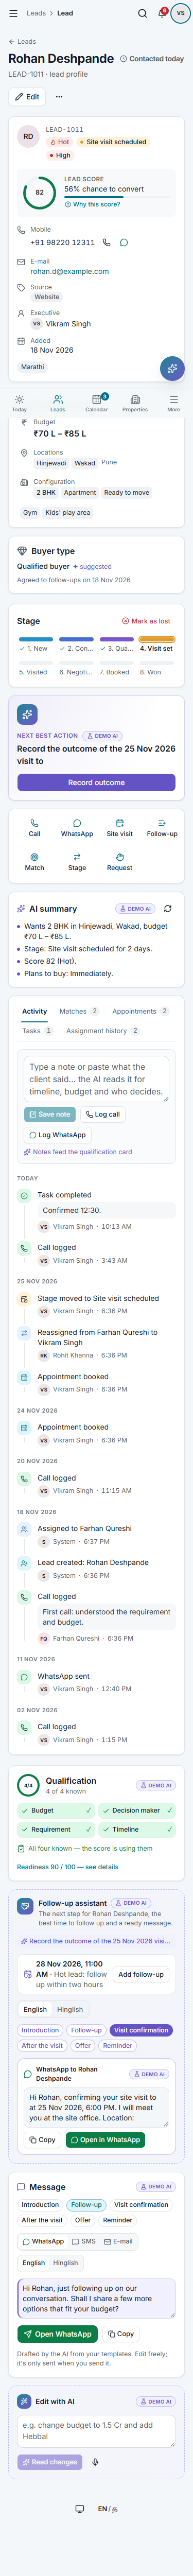 Leads > Lead
8
VS
← Leads
Rohan Deshpande
Contacted today
LEAD-1011 · lead profile
Edit
RD
LEAD-1011
Hot
Site visit scheduled
High
82
LEAD SCORE
56% chance to convert
Why this score?
Mobile
+91 98220 12311
E-mail
rohan.d@example.com
Source
Website
Executive
VS Vikram Singh
Added
18 Nov 2026
Marathi
3
Today
Leads
Calendar
Properties
More
Budget
₹70 L – ₹85 L
Locations
Hinjewadi Wakad Pune
Configuration
2 BHK Apartment Ready to move
Gym Kids' play area
Buyer type
Qualified buyer + suggested
Agreed to follow-ups on 18 Nov 2026
Stage
Mark as lost
✓ 1. New
✓ 2. Con...
✓ 3. Qua...
4. Visit set
5. Visited
6. Negoti...
7. Booked
8. Won
NEXT BEST ACTION
DEMO AI
Record the outcome of the 25 Nov 2026 visit to
Record outcome
Call
WhatsApp
Site visit
Follow-up
Match
Stage
Request
AI summary
DEMO AI
Wants 2 BHK in Hinjewadi, Wakad, budget
₹70 L – ₹85 L.
Stage: Site visit scheduled for 2 days.
Score 82 (Hot).
Plans to buy: Immediately.
Activity
Matches 2
Appointments 2
Tasks 1
Assignment history 2
Type a note or paste what the
client said... the AI reads it for
timeline, budget and who decides.
Save note
Log call
Log WhatsApp
Notes feed the qualification card
TODAY
Task completed
Confirmed 12:30.
VS Vikram Singh · 10:13 AM
Call logged
VS Vikram Singh · 3:43 AM
25 NOV 2026
Stage moved to Site visit scheduled
VS Vikram Singh · 6:36 PM
Reassigned from Farhan Qureshi to
Vikram Singh
RK Rohit Khanna · 6:36 PM
Appointment booked
VS Vikram Singh · 6:36 PM
24 NOV 2026
Appointment booked
VS Vikram Singh · 6:36 PM
20 NOV 2026
Call logged
VS Vikram Singh · 11:15 AM
18 NOV 2026
Assigned to Farhan Qureshi
S System · 6:37 PM
Lead created: Rohan Deshpande
S System · 6:36 PM
Call logged
First call: understood the requirement
and budget.
FQ Farhan Qureshi · 6:36 PM
11 NOV 2026
WhatsApp sent
VS Vikram Singh · 12:40 PM
02 NOV 2026
Call logged
VS Vikram Singh · 1:15 PM
4/4
Qualification
4 of 4 known
DEMO AI
✓ Budget ✓
✓ Decision maker ✓
✓ Requirement ✓
✓ Timeline ✓
All four known — the score is using them
Readiness 90 / 100 — see details
Follow-up assistant
DEMO AI
The next step for Rohan Deshpande, the
best time to follow up and a ready message.
Record the outcome of the 25 Nov 2026 visi...
28 Nov 2026, 11:00
AM · Hot lead: follow
up within two hours
Add follow-up
English Hinglish
Introduction Follow-up Visit confirmation
After the visit Offer Reminder
WhatsApp to Rohan
Deshpande
DEMO AI
Hi Rohan, confirming your site visit to
at 25 Nov 2026, 6:00 PM. I will meet
you at the site office. Location:
Copy
Open in WhatsApp
Message
DEMO AI
Introduction Follow-up Visit confirmation
After the visit Offer Reminder
WhatsApp SMS E-mail
English Hinglish
Hi Rohan, just following up on our
conversation. Shall I share a few more
options that fit your budget?
Open WhatsApp
Copy
Drafted by the AI from your templates. Edit freely;
it's only sent when you send it.
Edit with AI
DEMO AI
e.g. change budget to 1.5 Cr and add
Hebbal
Read changes
EN / த